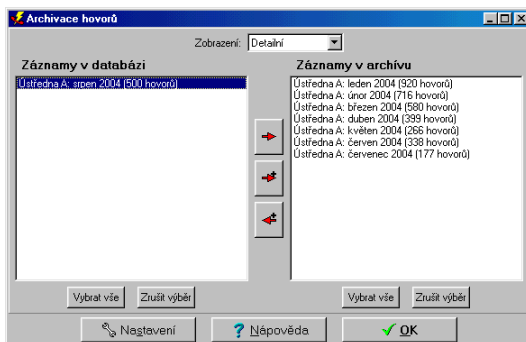 Archivace hovorů
Zobrazení: Detailní
Záznamy v databázi
Ústředna A: srpen 2004 (500 hovorů)
Vybrat vše Zrušit výběr
Záznamy v archívu
Ústředna A: leden 2004 (920 hovorů)
Ústředna A: únor 2004 (716 hovorů)
Ústředna A: březen 2004 (580 hovorů)
Ústředna A: duben 2004 (399 hovorů)
Ústředna A: květen 2004 (266 hovorů)
Ústředna A: červen 2004 (338 hovorů)
Ústředna A: červenec 2004 (177 hovorů)
Vybrat vše Zrušit výběr
Nastavení ? Nápověda OK